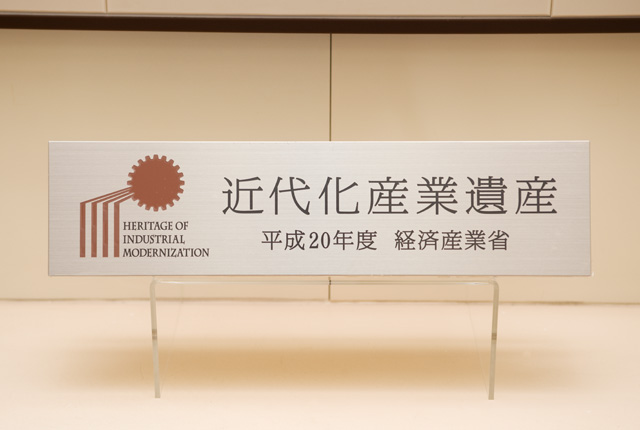 HERITAGE OF
INDUSTRIAL
MODERNIZATION
近代化産業遺産
平成20年度 経済産業省